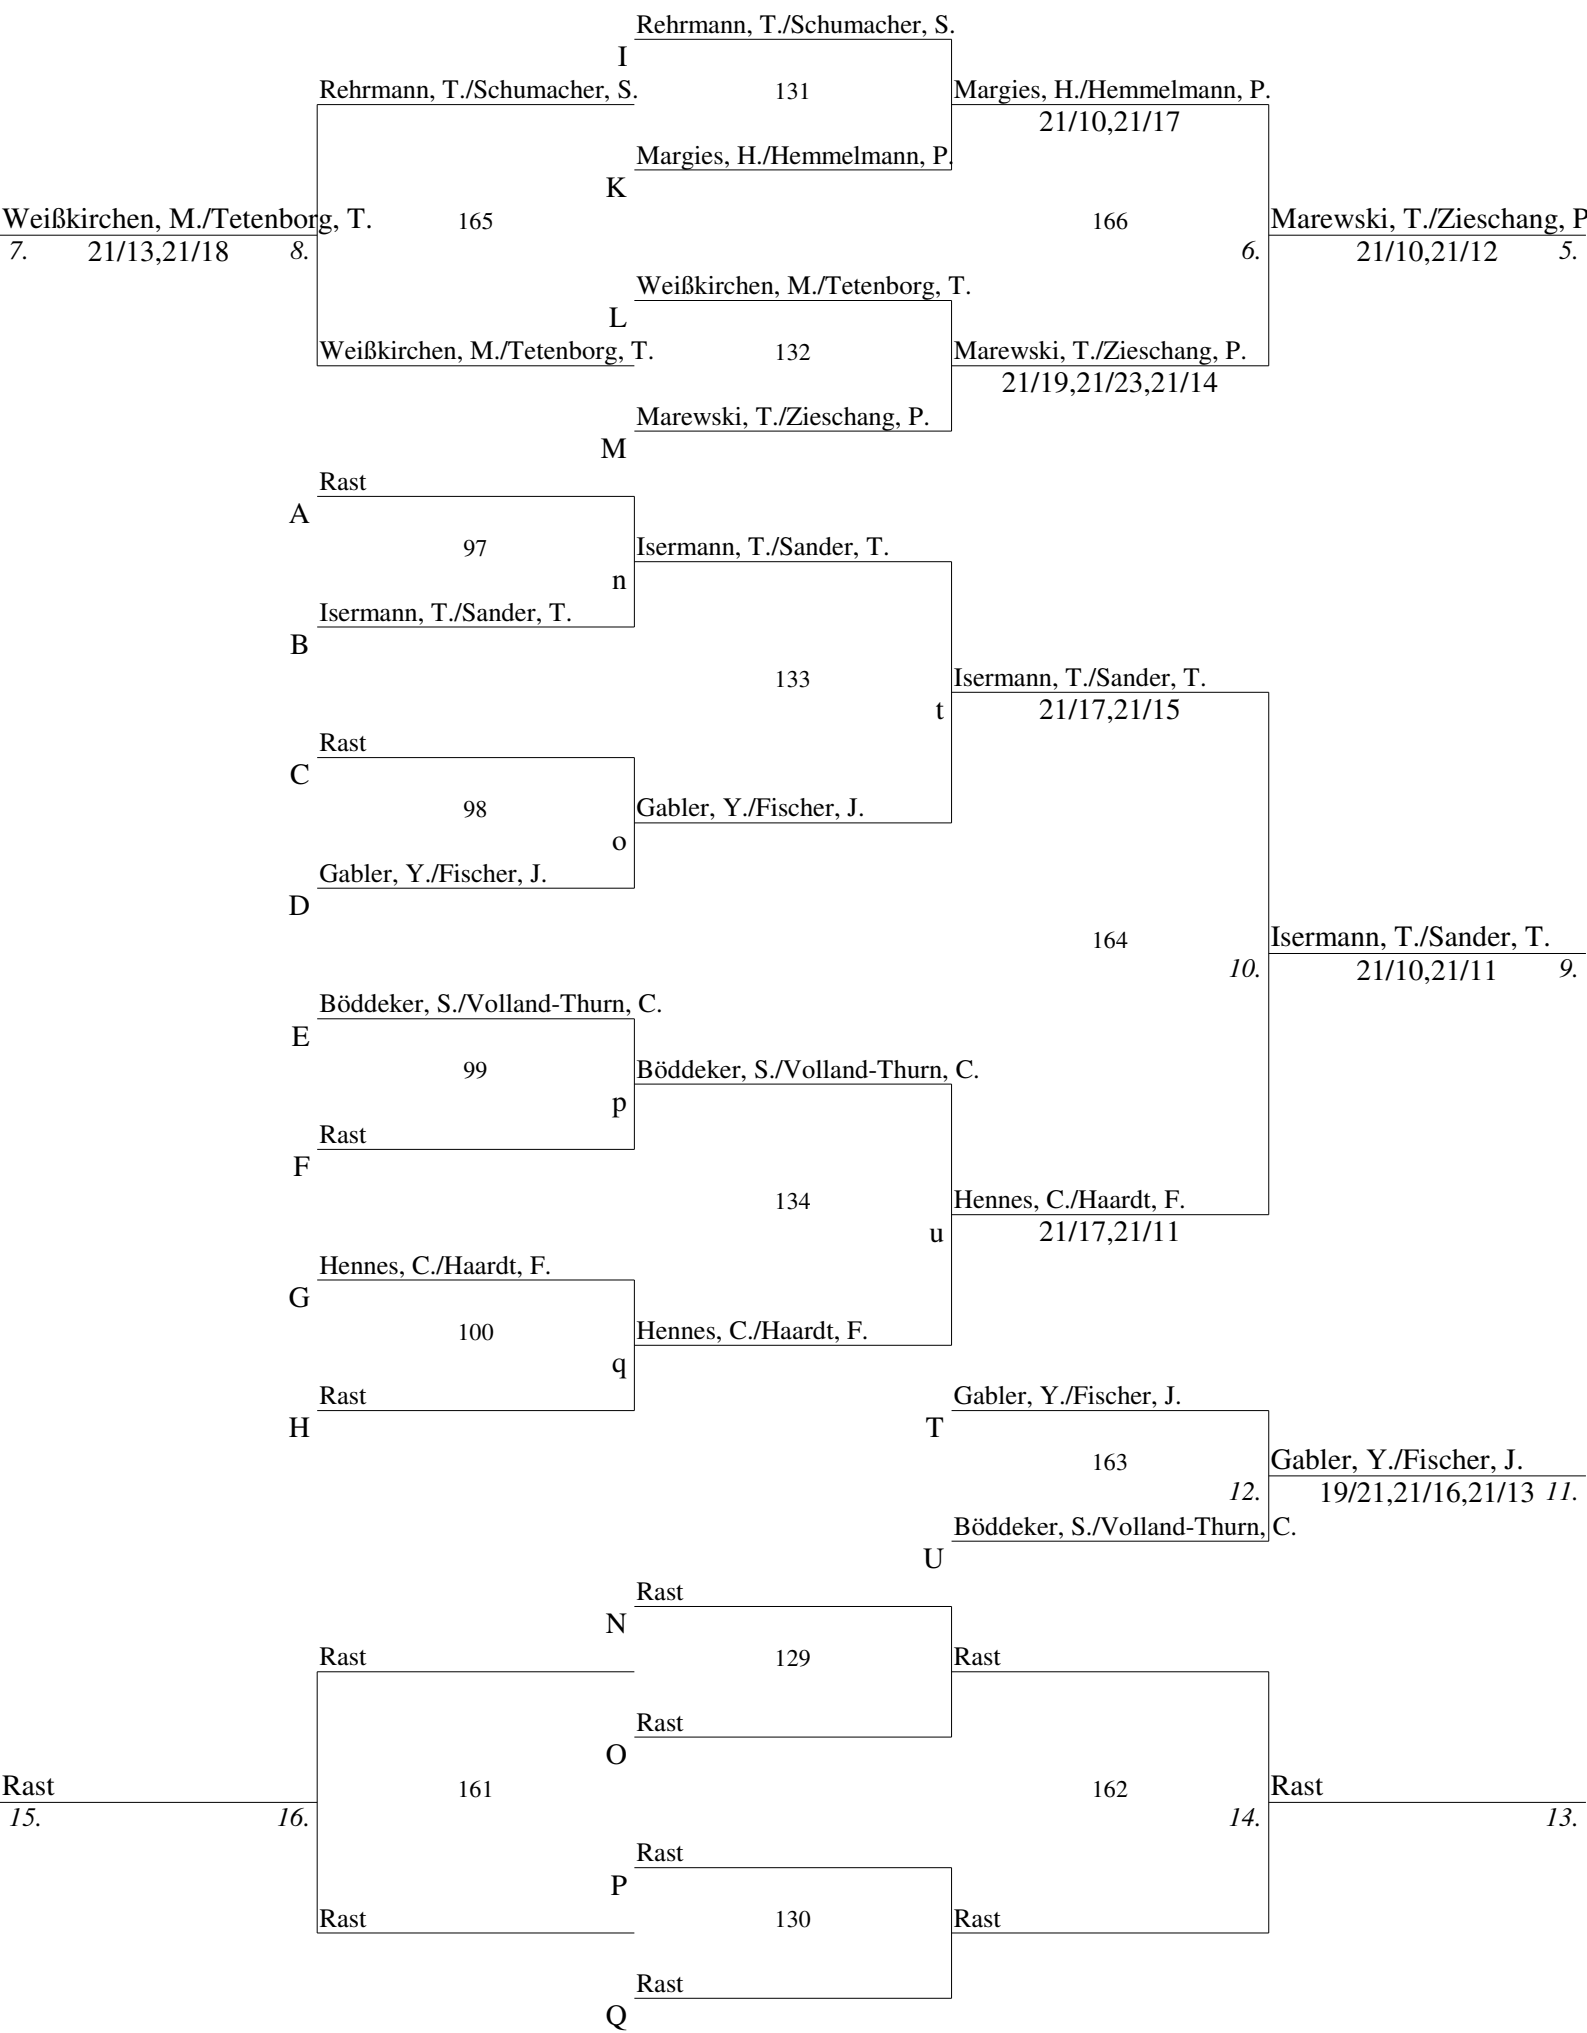 Rehrmann, T./Schumacher, S.
I
Rehrmann, T./Schumacher, S.
131
Margies, H./Hemmelmann, P.
21/10,21/17
Margies, H./Hemmelmann, P.
K
Weißkirchen, M./Tetenborg, T.
165
166
Marewski, T./Zieschang, P
7.
21/13,21/18
8.
6.
21/10,21/12
5.
Weißkirchen, M./Tetenborg, T.
L
Weißkirchen, M./Tetenborg, T.
132
Marewski, T./Zieschang, P.
21/19,21/23,21/14
Marewski, T./Zieschang, P.
M
Rast
A
97
Isermann, T./Sander, T.
n
Isermann, T./Sander, T.
B
133
Isermann, T./Sander, T.
t
21/17,21/15
Rast
C
98
Gabler, Y./Fischer, J.
o
Gabler, Y./Fischer, J.
D
164
Isermann, T./Sander, T.
10.
21/10,21/11
9.
Böddeker, S./Volland-Thurn, C.
E
99
Böddeker, S./Volland-Thurn, C.
p
Rast
F
134
Hennes, C./Haardt, F.
u
21/17,21/11
Hennes, C./Haardt, F.
G
100
Hennes, C./Haardt, F.
q
Rast
H
Gabler, Y./Fischer, J.
T
163
Gabler, Y./Fischer, J.
12.
19/21,21/16,21/13
11.
Böddeker, S./Volland-Thurn, C.
U
Rast
N
Rast
129
Rast
Rast
O
Rast
161
162
Rast
15.
16.
14.
13.
Rast
P
Rast
130
Rast
Rast
Q